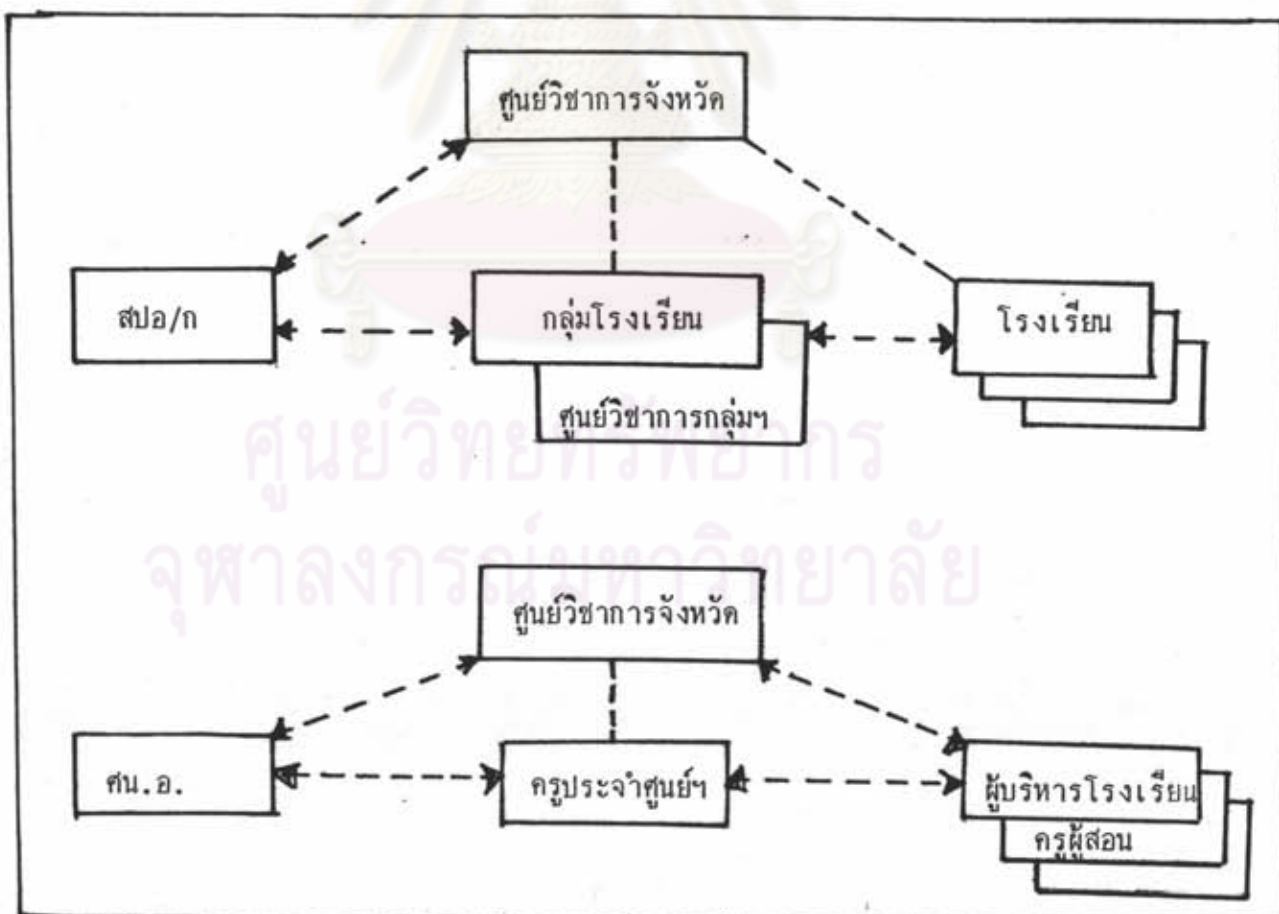 ศูนย์วิชาการจังหวัด
สปอ/ก
กลุ่มโรงเรียน
โรงเรียน
ศูนย์วิชาการกลุ่มฯ
ศูนย์วิทยทรัพยากร
จุฬาลงกรณ์มหาวิทยาลัย
ศูนย์วิชาการจังหวัด
ศน.อ.
ครูประจำศูนย์ฯ
ผู้บริหารโรงเรียน
ครูผู้สอน